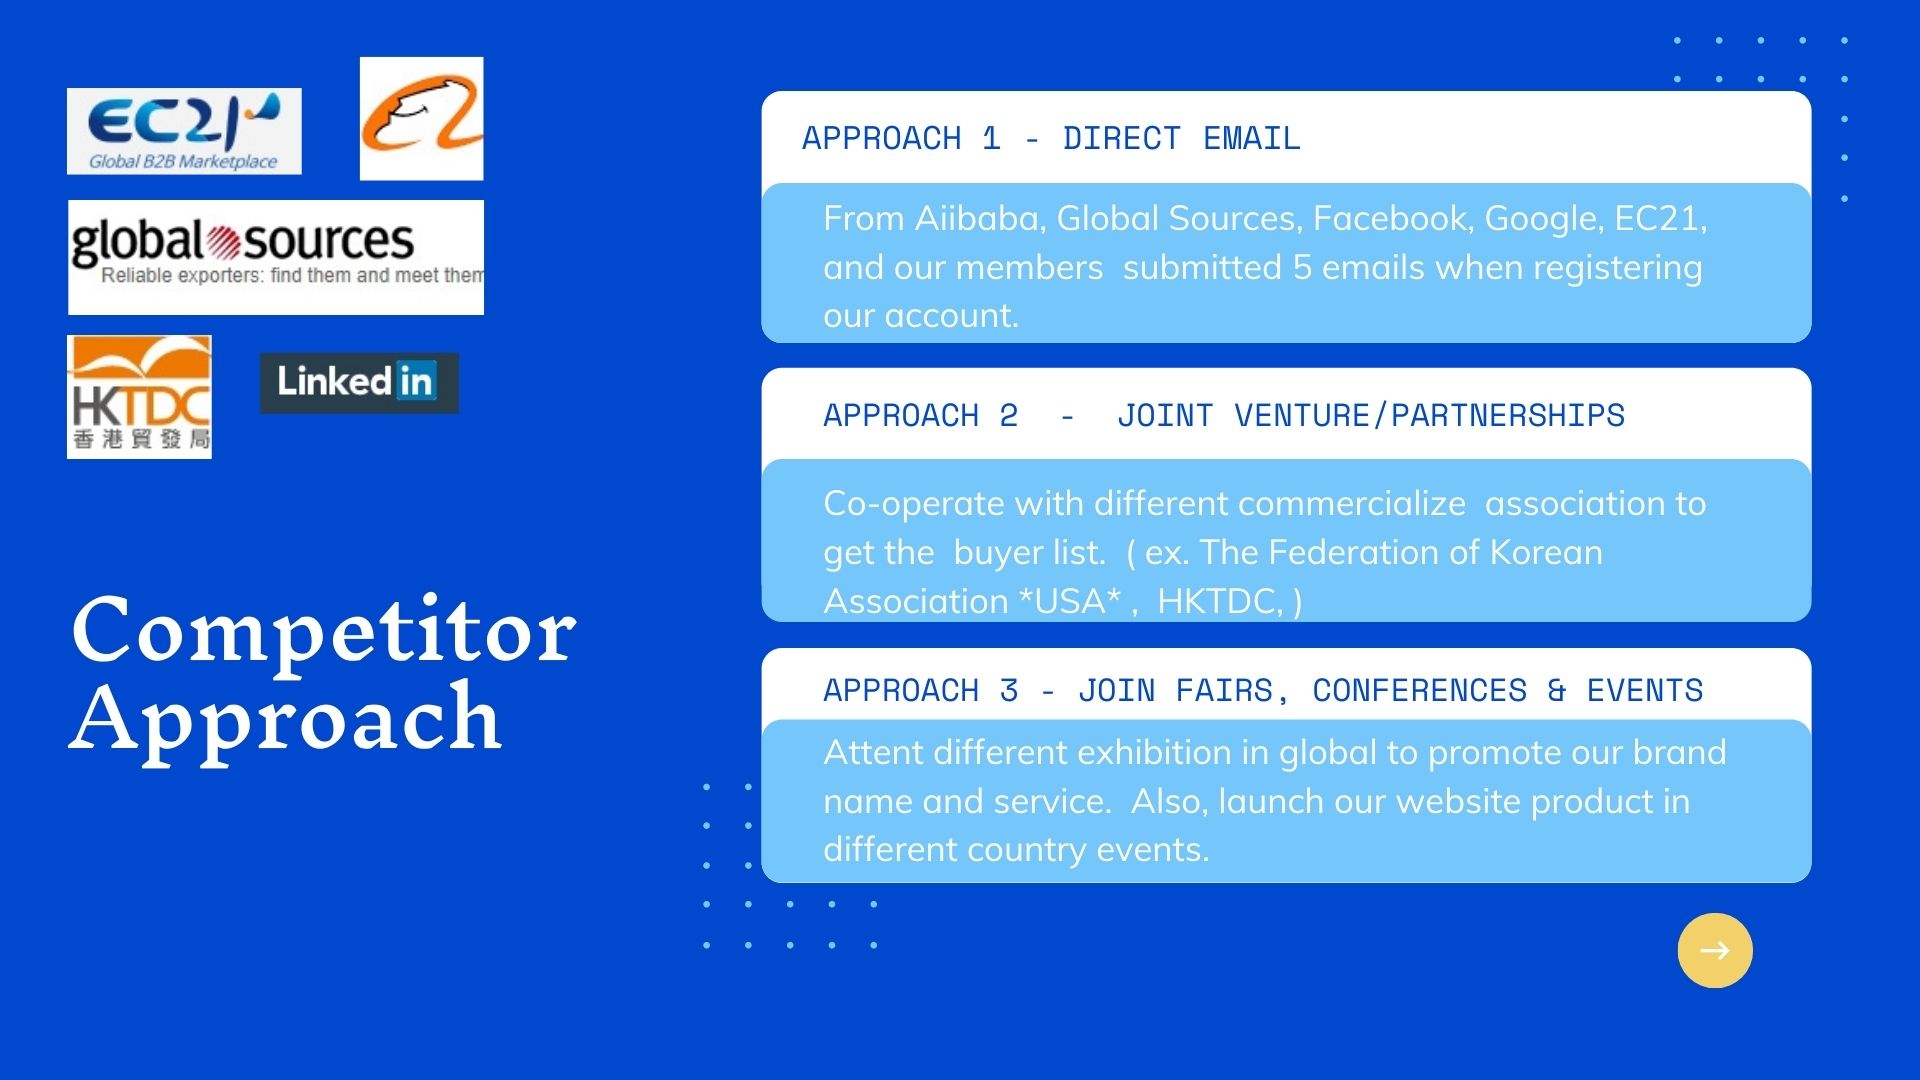 EC21
Global B2B Marketplace
global sources
Reliable exporters: find them and meet them
HKTDC
香港貿發局
Linked in
Competitor
Approach
APPROACH 1 - DIRECT EMAIL
From Aiibaba, Global Sources, Facebook, Google, EC21,
and our members  submitted 5 emails when registering
our account.
APPROACH 2  -  JOINT VENTURE/PARTNERSHIPS
Co-operate with different commercialize  association to
get the  buyer list.  ( ex. The Federation of Korean
Association *USA* ,  HKTDC, )
APPROACH 3 - JOIN FAIRS, CONFERENCES & EVENTS
Attent different exhibition in global to promote our brand
name and service.  Also, launch our website product in
different country events.